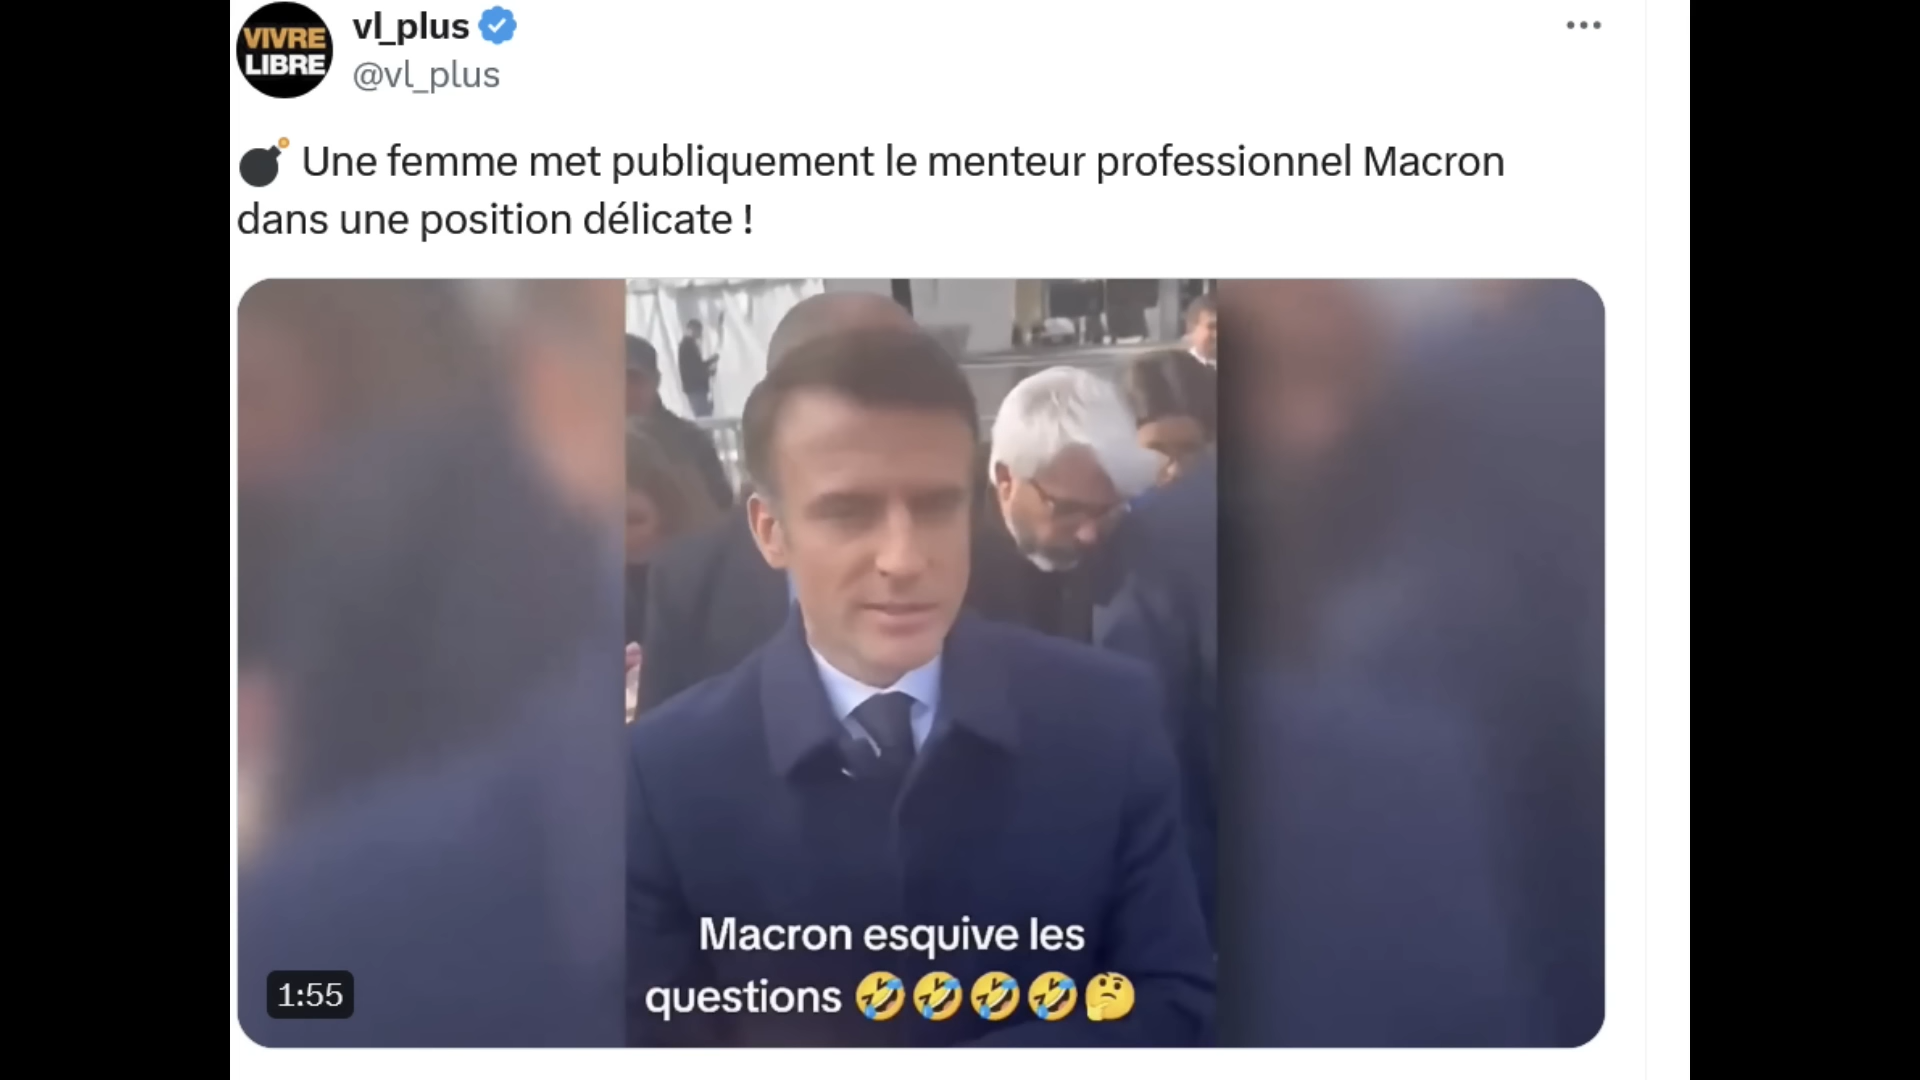 VIVRE
LIBRE
vl_plus
@vl_plus
💣 Une femme met publiquement le menteur professionnel Macron
dans une position délicate !
Macron esquive les
questions 🤣🤣🤣🤣🤔
1:55